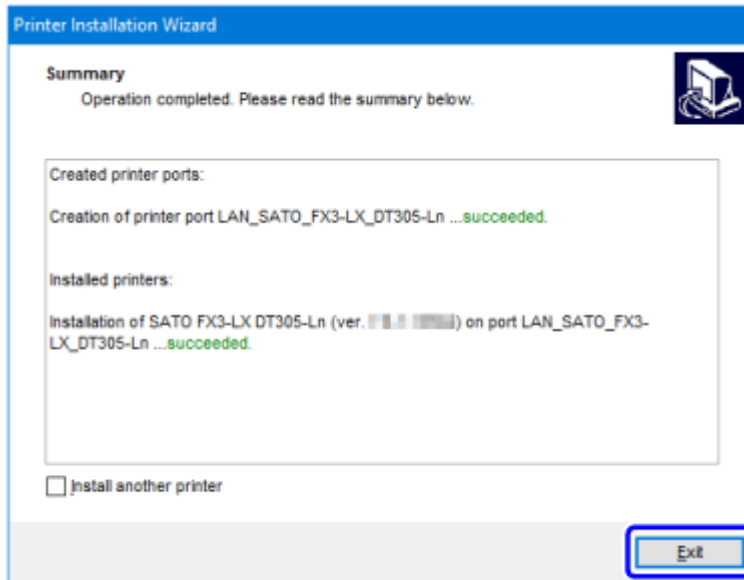 Printer Installation Wizard
Summary
Operation completed. Please read the summary below.
Created printer ports:
Creation of printer port LAN_SATO_FX3-LX_DT305-Ln ...succeeded.
Installed printers:
Installation of SATO FX3-LX DT305-Ln (ver. ) on port LAN_SATO_FX3-
LX_DT305-Ln ...succeeded.
Install another printer
Exit